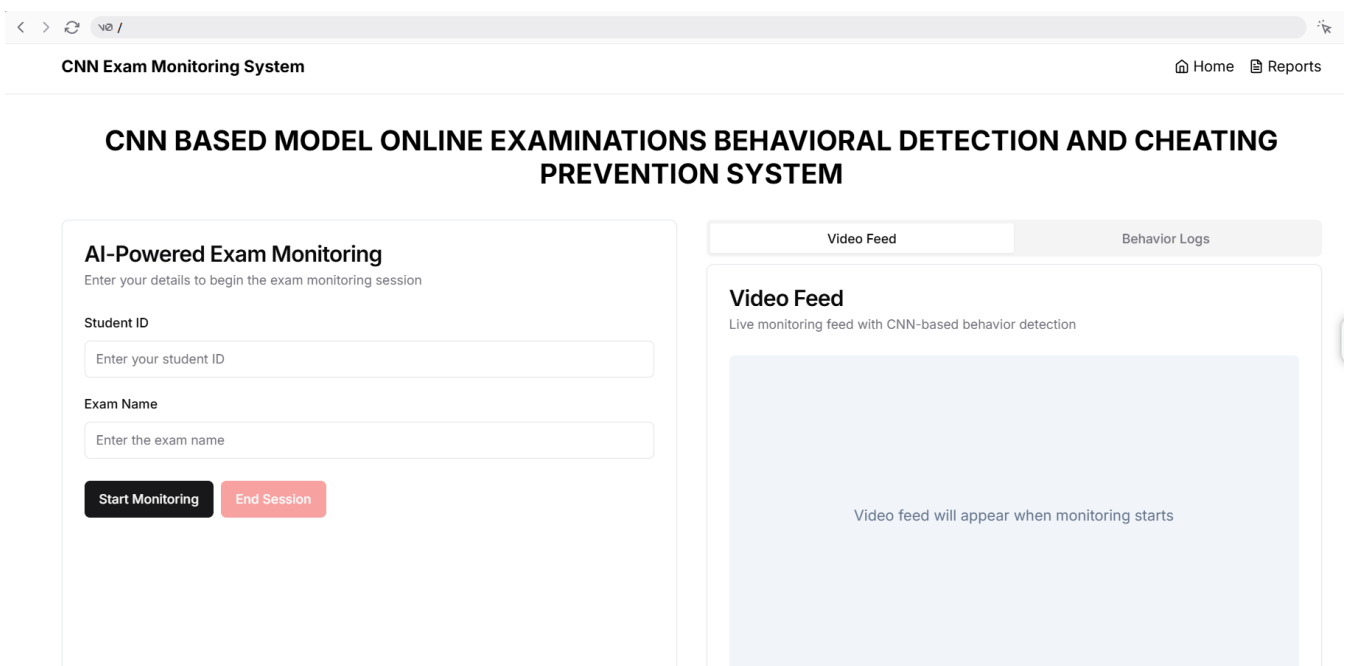 v0 /
CNN Exam Monitoring System
Home
Reports
CNN BASED MODEL ONLINE EXAMINATIONS BEHAVIORAL DETECTION AND CHEATING
PREVENTION SYSTEM
AI-Powered Exam Monitoring
Enter your details to begin the exam monitoring session
Student ID
Enter your student ID
Exam Name
Enter the exam name
Start Monitoring
End Session
Video Feed
Behavior Logs
Video Feed
Live monitoring feed with CNN-based behavior detection
Video feed will appear when monitoring starts